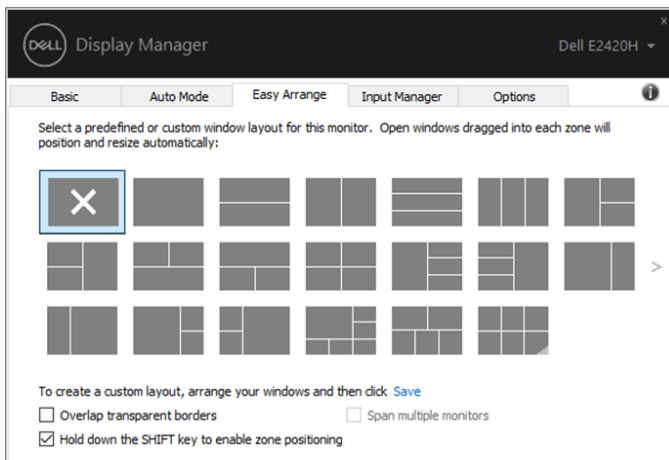 x
DELL Display Manager Dell E2420H
Basic Auto Mode Easy Arrange Input Manager Options
Select a predefined or custom window layout for this monitor. Open windows dragged into each zone will
position and resize automatically:
To create a custom layout, arrange your windows and then click Save
Overlap transparent borders Span multiple monitors
Hold down the SHIFT key to enable zone positioning